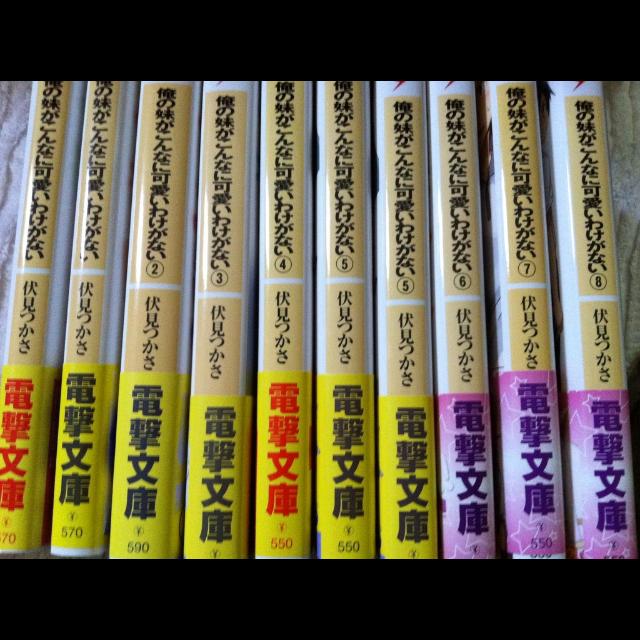 俺の妹がこんなに可愛いわけがない
伏見つかさ
電撃文庫
¥
570
俺の妹がこんなに可愛いわけがない
伏見つかさ
電撃文庫
¥
570
俺の妹がこんなに可愛いわけがない②
伏見つかさ
電撃文庫
¥
590
俺の妹がこんなに可愛いわけがない③
伏見つかさ
電撃文庫
¥
俺の妹がこんなに可愛いわけがない④
伏見つかさ
電撃文庫
¥
550
俺の妹がこんなに可愛いわけがない⑤
伏見つかさ
電撃文庫
¥
550
俺の妹がこんなに可愛いわけがない⑤
伏見つかさ
電撃文庫
¥
俺の妹がこんなに可愛いわけがない⑥
伏見つかさ
電撃文庫
¥
俺の妹がこんなに可愛いわけがない⑦
伏見つかさ
電撃文庫
¥
550
俺の妹がこんなに可愛いわけがない⑧
伏見つかさ
電撃文庫
¥